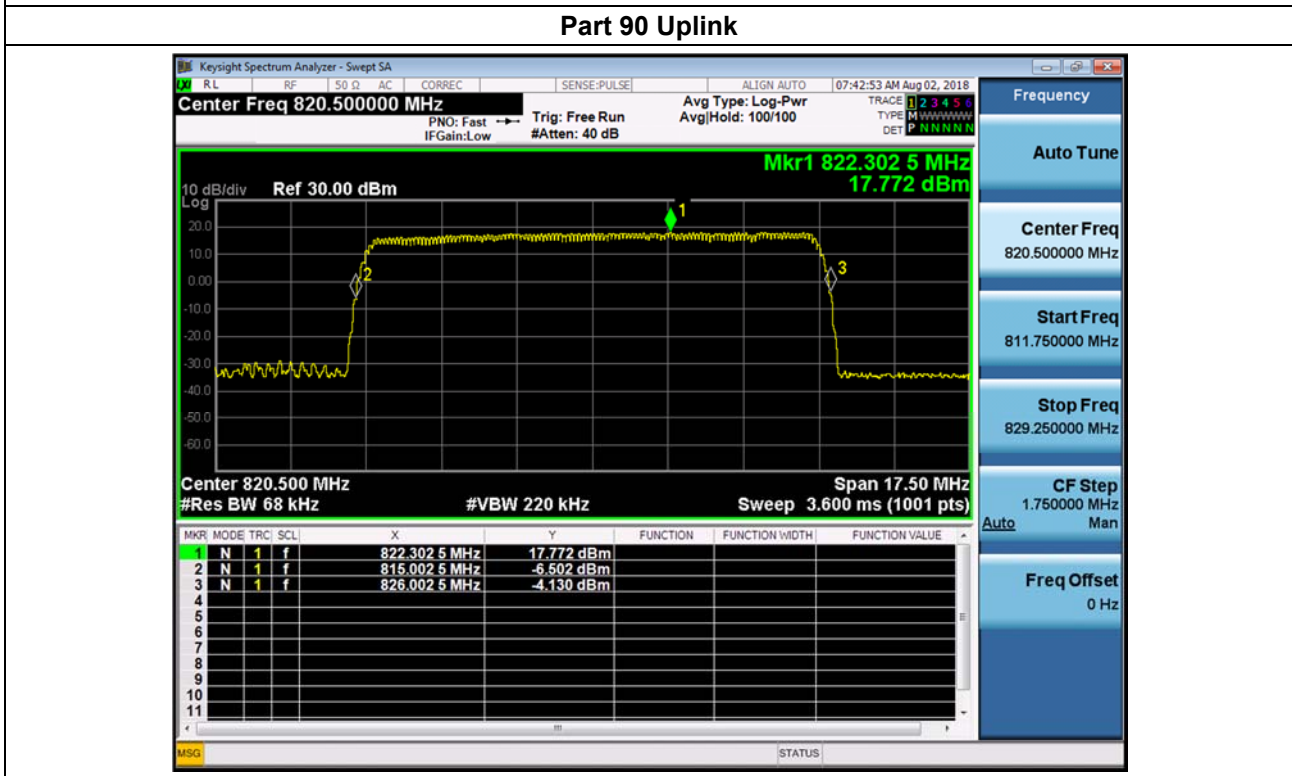 Part 90 Uplink
Keysight Spectrum Analyzer - Swept SA
LXI RL RF 50 Ω AC CORREC SENSE:PULSE ALIGN AUTO 07:42:53 AM Aug 02, 2018
Center Freq 820.500000 MHz
PNO: Fast
IFGain:Low
Trig: Free Run
#Atten: 40 dB
Avg Type: Log-Pwr
Avg|Hold: 100/100
TRACE 1 2 3 4 5 6
TYPE M WWWWW
DET P N N N N N
Mkr1 822.302 5 MHz
17.772 dBm
10 dB/div Ref 30.00 dBm
Log
20.0
10.0
0.00
-10.0
-20.0
-30.0
-40.0
-50.0
-60.0
1
2
3
Center 820.500 MHz Span 17.50 MHz
#Res BW 68 kHz #VBW 220 kHz Sweep 3.600 ms (1001 pts)
MKR MODE TRC SCL X Y FUNCTION FUNCTION WIDTH FUNCTION VALUE
1 N 1 f 822.302 5 MHz 17.772 dBm
2 N 1 f 815.002 5 MHz -6.502 dBm
3 N 1 f 826.002 5 MHz -4.130 dBm
4
5
6
7
8
9
10
11
MSG STATUS
Frequency
Auto Tune
Center Freq
820.500000 MHz
Start Freq
811.750000 MHz
Stop Freq
829.250000 MHz
CF Step
1.750000 MHz
Auto Man
Freq Offset
0 Hz